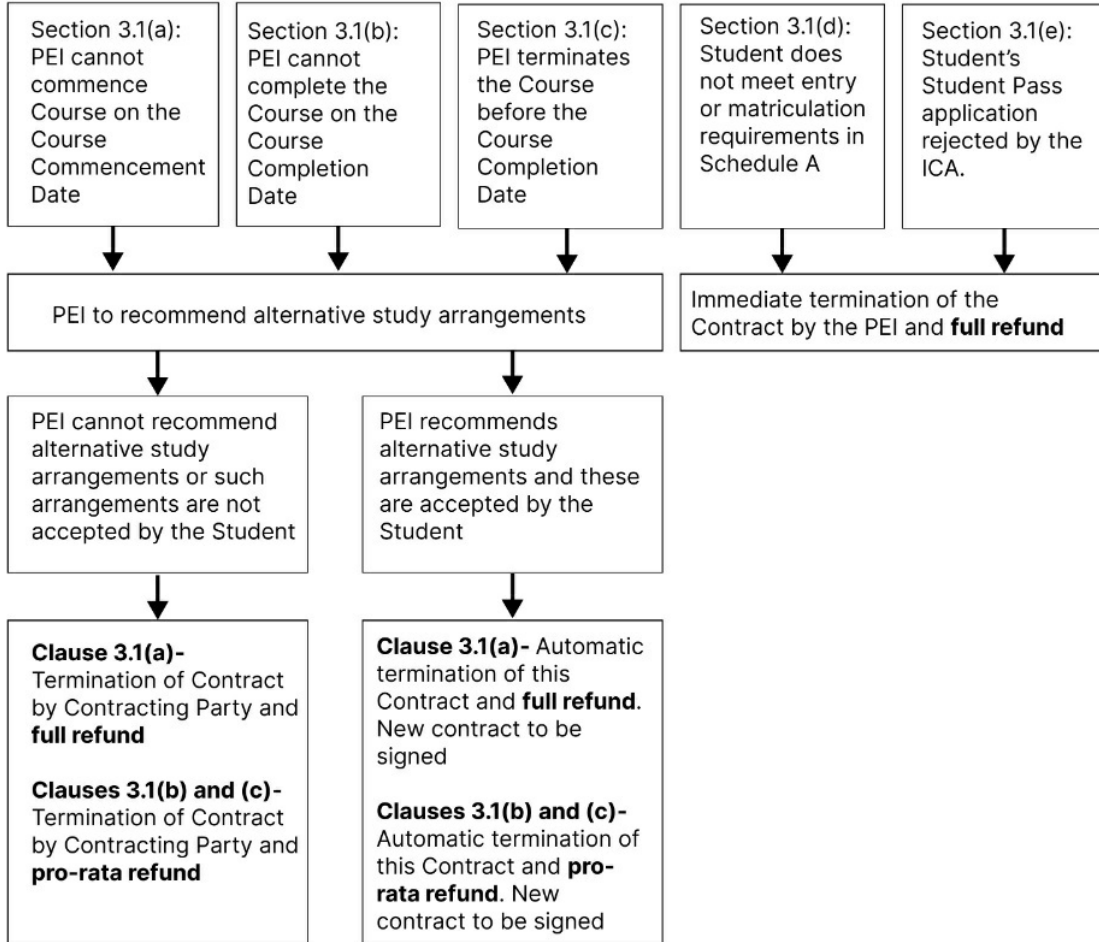 Section 3.1(a):
PEI cannot
commence
Course on the
Course
Commencement
Date
Section 3.1(b):
PEI cannot
complete the
Course on the
Course
Completion
Date
Section 3.1(c):
PEI terminates
the Course
before the
Course
Completion
Date
Section 3.1(d):
Student does
not meet entry
or matriculation
requirements in
Schedule A
Section 3.1(e):
Student’s
Student Pass
application
rejected by the
ICA.
PEI to recommend alternative study arrangements
Immediate termination of the
Contract by the PEI and full refund
PEI cannot recommend
alternative study
arrangements or such
arrangements are not
accepted by the Student
PEI recommends
alternative study
arrangements and these
are accepted by the
Student
Clause 3.1(a)-
Termination of Contract
by Contracting Party and
full refund
Clauses 3.1(b) and (c)-
Termination of Contract
by Contracting Party and
pro-rata refund
Clause 3.1(a)- Automatic
termination of this
Contract and full refund.
New contract to be
signed
Clauses 3.1(b) and (c)-
Automatic termination of
this Contract and pro-
rata refund. New
contract to be signed